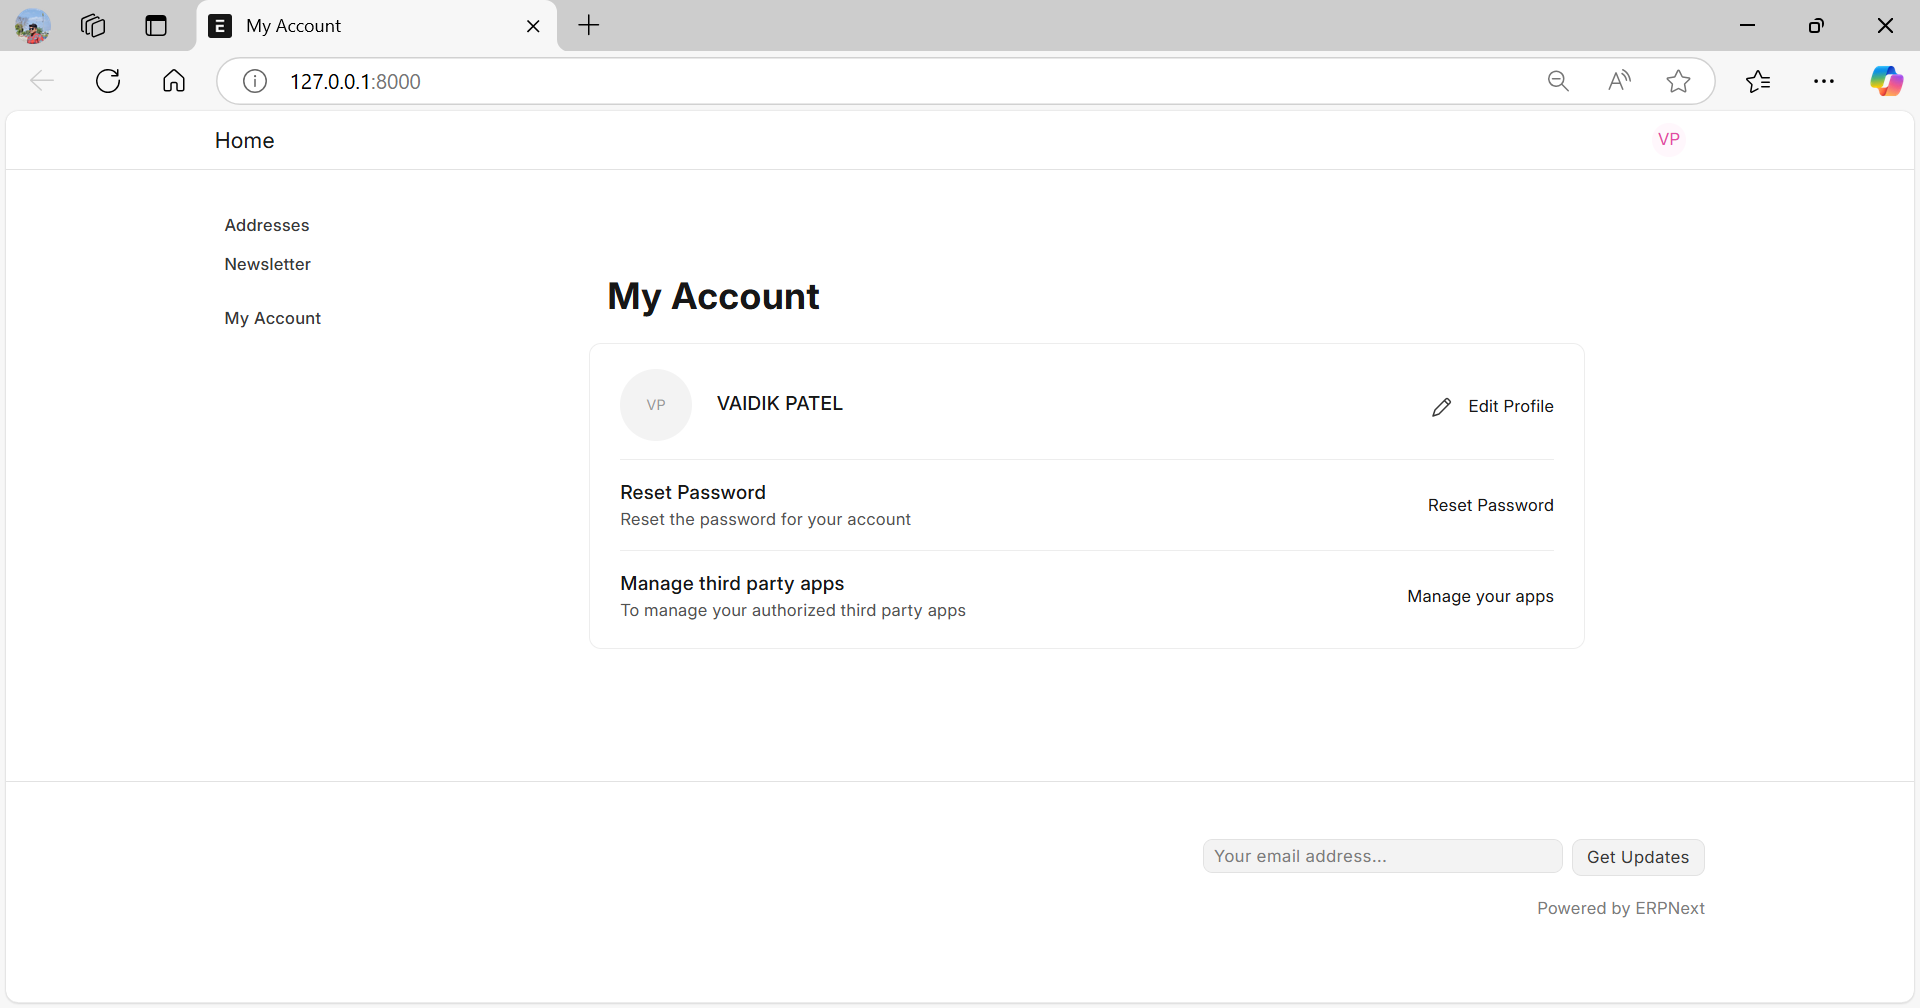 My Account
127.0.0.1:8000
Home
VP
Addresses
Newsletter
My Account
My Account
VP
VAIDIK PATEL
Edit Profile
Reset Password
Reset the password for your account
Reset Password
Manage third party apps
To manage your authorized third party apps
Manage your apps
Your email address...
Get Updates
Powered by ERPNext